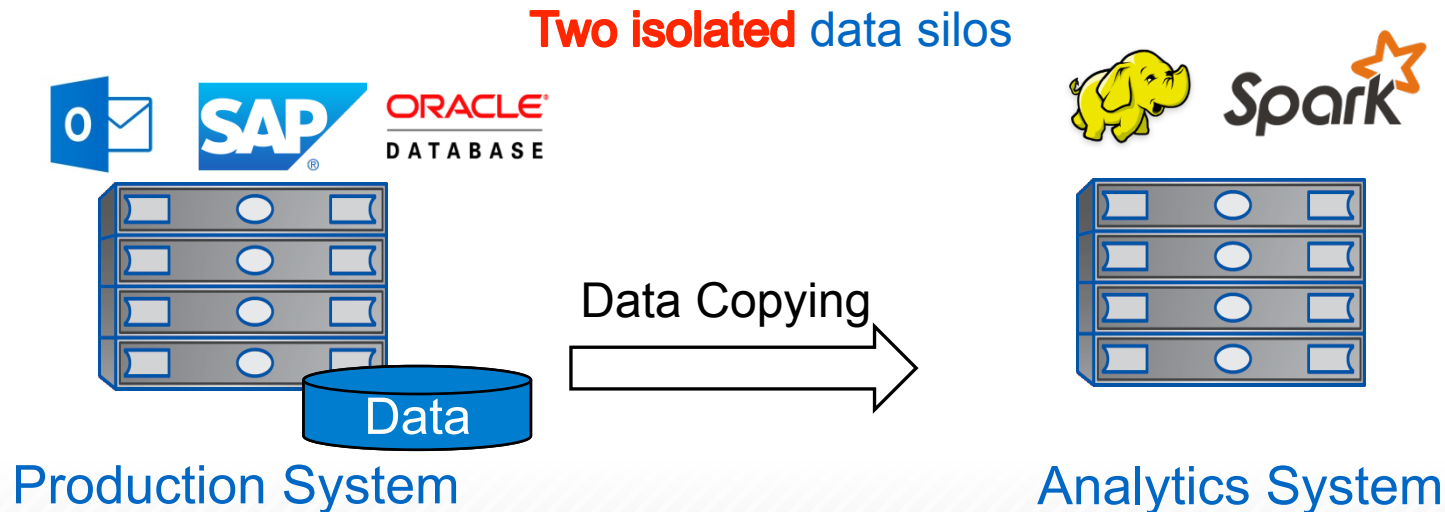 Two isolated data silos
O
SAP
®
ORACLE®
DATABASE
Spark
Data Copying
Data
Production System
Analytics System